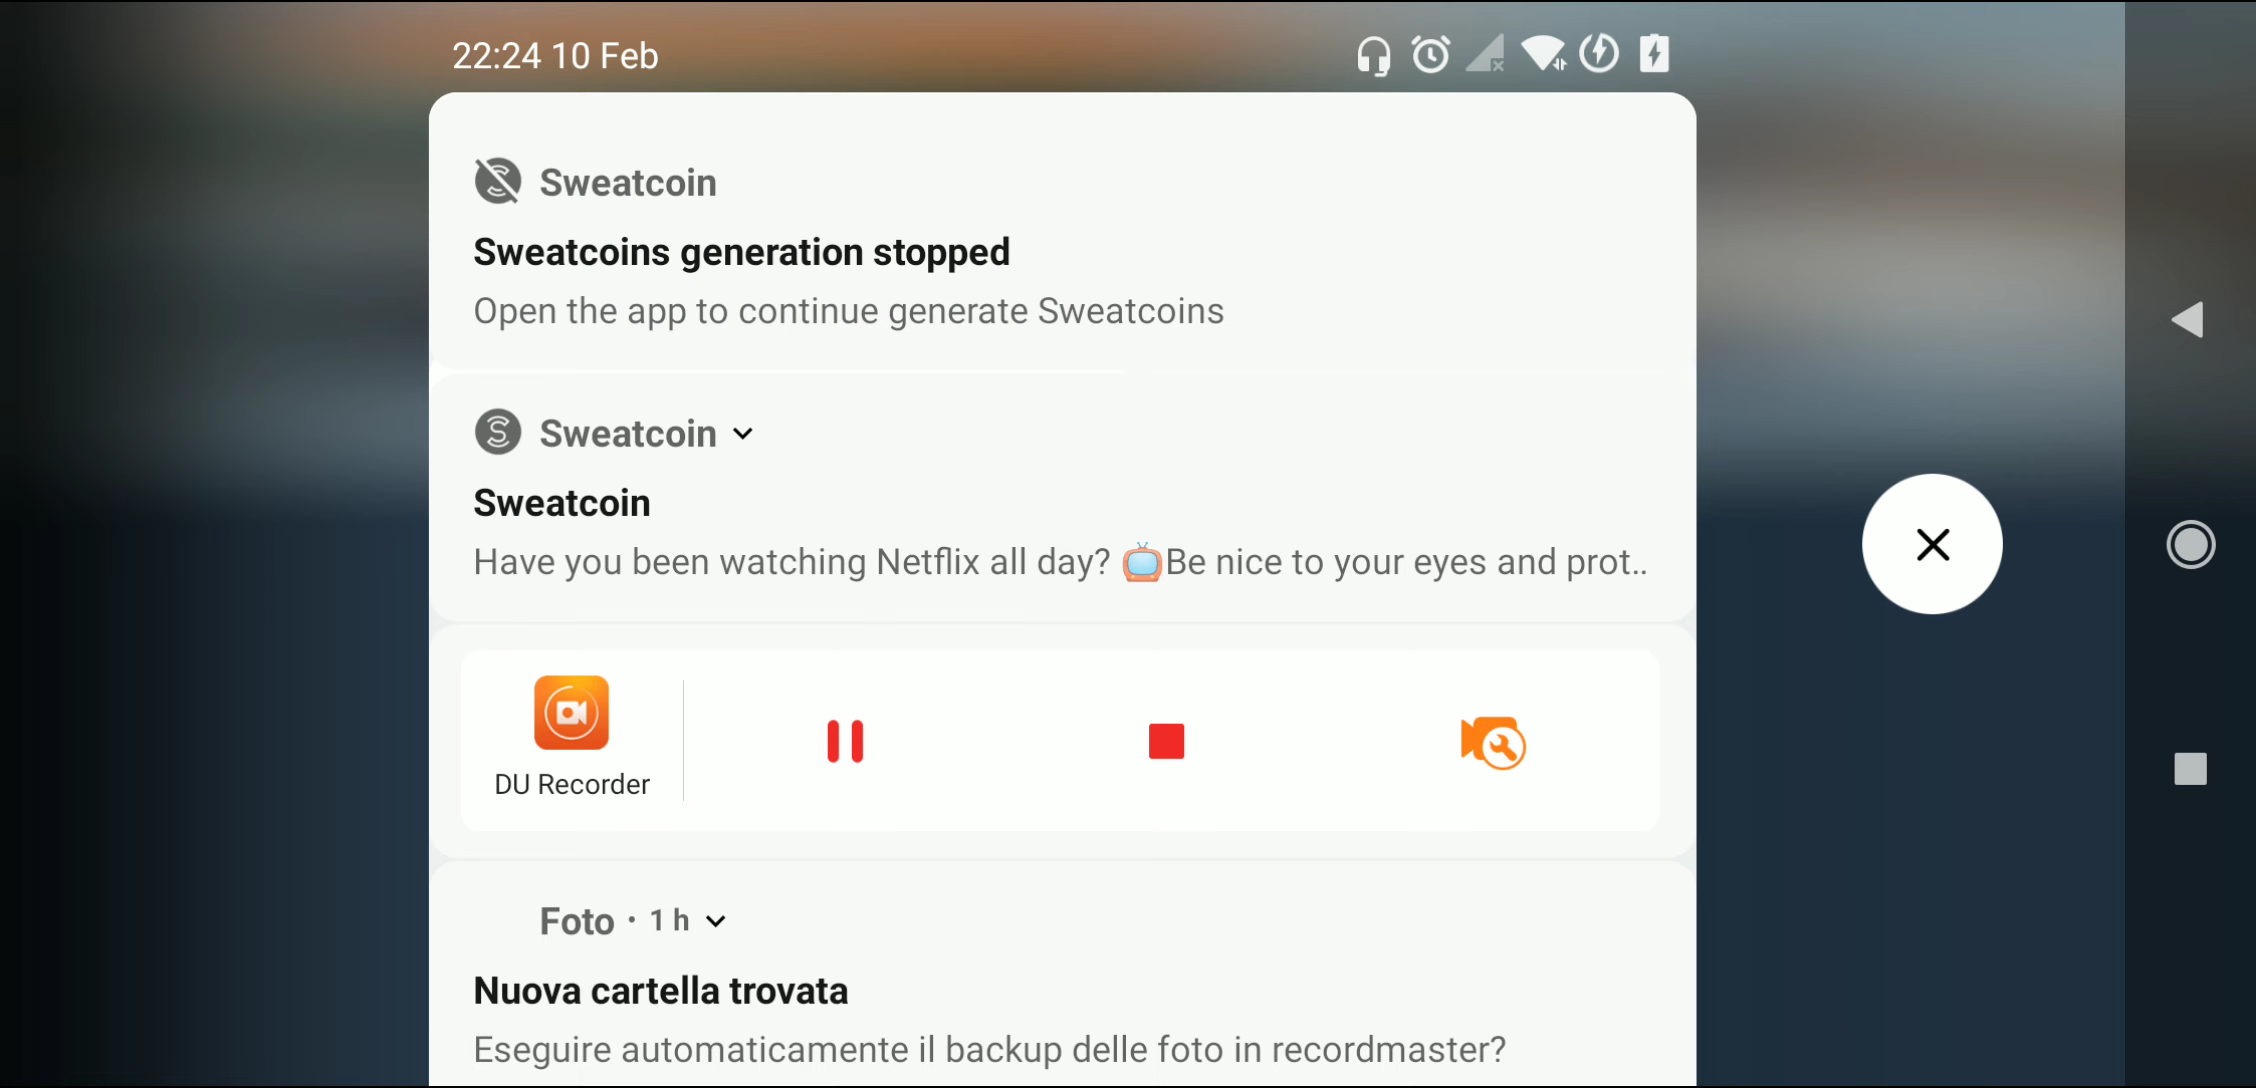 22:24 10 Feb
Sweatcoin
Sweatcoins generation stopped
Open the app to continue generate Sweatcoins
Sweatcoin
Sweatcoin
Have you been watching Netflix all day? 📺Be nice to your eyes and prot..
DU Recorder
Foto · 1 h
Nuova cartella trovata
Eseguire automaticamente il backup delle foto in recordmaster?